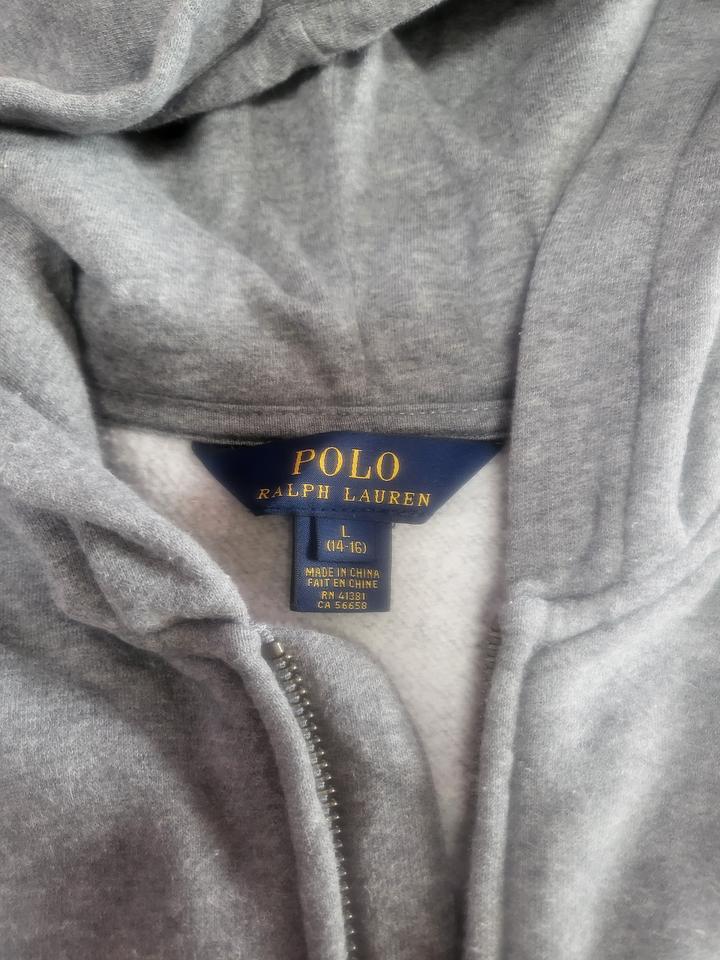 POLO
RALPH LAUREN
L
(14-16)
MADE IN CHINA
FAIT EN CHINE
RN 41381
CA 56658